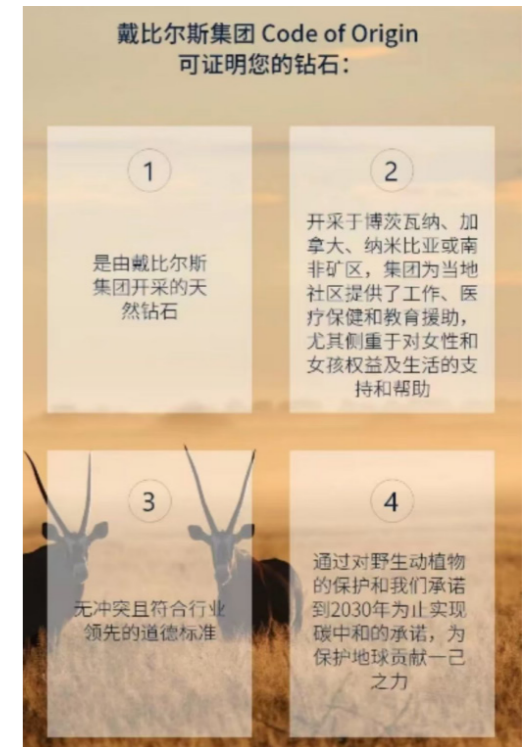 戴比尔斯集团 Code of Origin
可证明您的钻石：
1
是由戴比尔斯
集团开采的天
然钻石
2
开采于博茨瓦纳、加
拿大、纳米比亚或南
非矿区，集团为当地
社区提供了工作、医
疗保健和教育援助，
尤其侧重于对女性和
女孩权益及生活的支
持和帮助
3
无冲突且符合行业
领先的道德标准
4
通过对野生动植物
的保护和我们承诺
到2030年为止实现
碳中和的承诺，为
保护地球贡献一己
之力